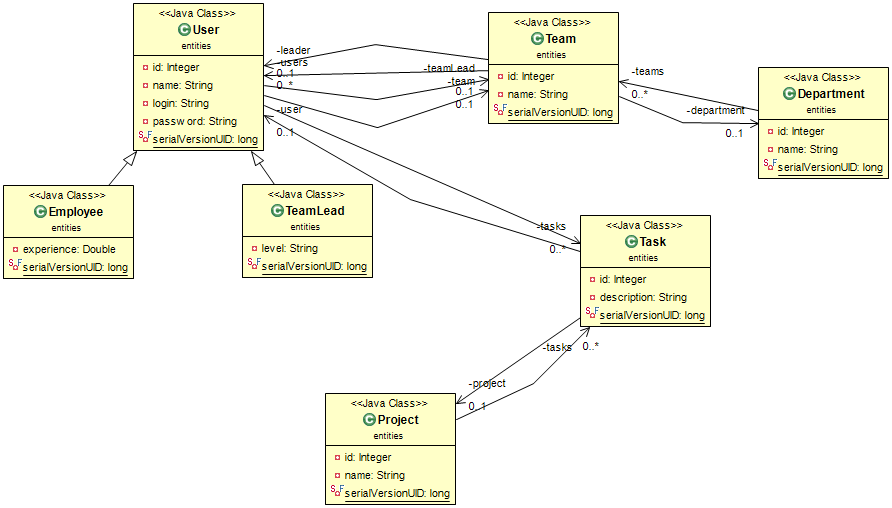 <<Java Class>>
User
entities
id: Integer
name: String
login: String
password: String
serialVersionUID: long
<<Java Class>>
Team
entities
id: Integer
name: String
serialVersionUID: long
<<Java Class>>
Department
entities
id: Integer
name: String
serialVersionUID: long
-leader
-users
0..1
0..*
-teamLead
-team
0..1
0..1
-user
0..1
-teams
0..*
-department
0..1
<<Java Class>>
Employee
entities
experience: Double
serialVersionUID: long
<<Java Class>>
TeamLead
entities
level: String
serialVersionUID: long
-tasks
0..*
<<Java Class>>
Task
entities
id: Integer
description: String
serialVersionUID: long
-tasks
0..*
-project
0..1
<<Java Class>>
Project
entities
id: Integer
name: String
serialVersionUID: long